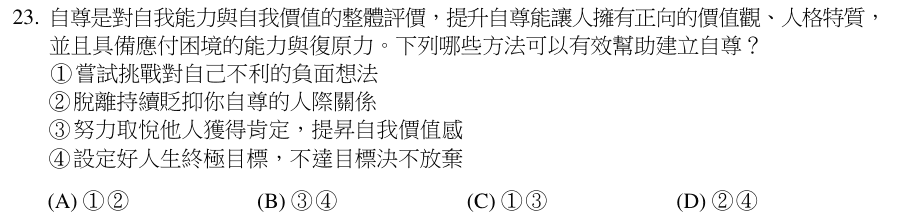 23. 自尊是對自我能力與自我價值的整體評價，提升自尊能讓人擁有正向的價值觀、人格特質，
並且具備應付困境的能力與復原力。下列哪些方法可以有效幫助建立自尊？
①嘗試挑戰對自己不利的負面想法
②脫離持續貶抑你自尊的人際關係
③努力取悅他人獲得肯定，提昇自我價值感
④設定好人生終極目標，不達目標決不放棄
(A) ①② (B) ③④ (C) ①③ (D) ②④